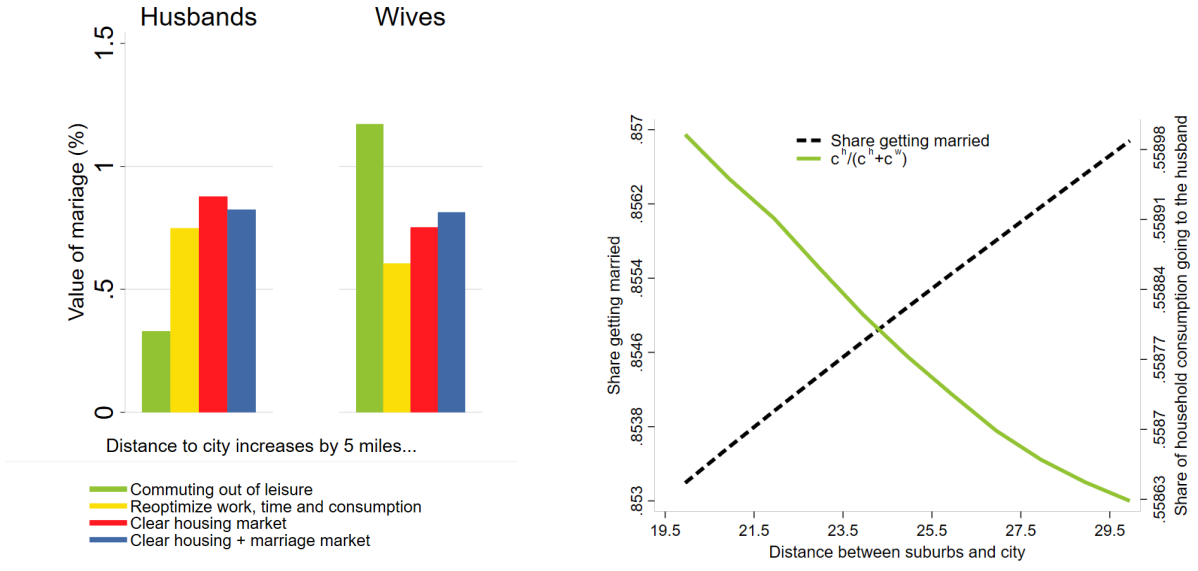 Husbands
Wives
Value of mariage (%)
1.5
1
.5
0
Distance to city increases by 5 miles...
Commuting out of leisure
Reoptimize work, time and consumption
Clear housing market
Clear housing + marriage market
Share getting married
c^h/(c^h+c^w)
Share getting married
.857
.8562
.8554
.8546
.8538
.853
Share of household consumption going to the husband
.55898
.55891
.55884
.55877
.5587
.55863
19.5 21.5 23.5 25.5 27.5 29.5
Distance between suburbs and city